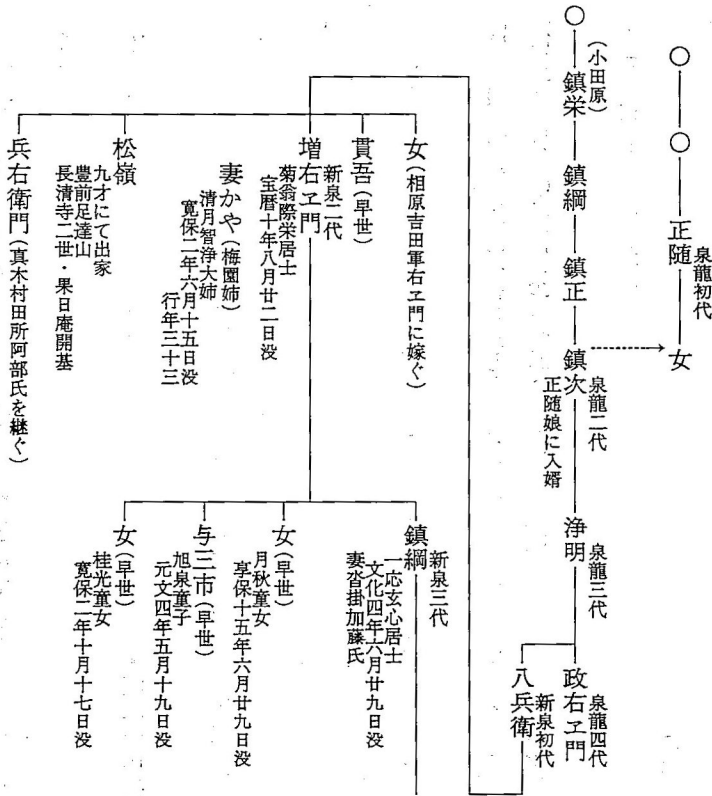 ○
○
正随
泉龍初代
女
○
(小田原)
鎮栄
鎮綱
鎮正
鎮次
泉龍二代
正随娘に入婿
浄明
泉龍三代
政右ヱ門
泉龍四代
八兵衛
新泉初代
女(相原吉田軍右ヱ門に嫁ぐ)
貫吾(早世)
増右ヱ門
新泉二代
菊翁際栄居士
宝暦十年八月廿二日没
妻かや(梅園姉)
清月智浄大姉
寛保二年六月十五日没
行年三十三
松嶺
九才にて出家
豊前足達山
長清寺二世・果日庵開基
兵右衛門(真木村田所阿部氏を継ぐ)
鎮綱
新泉三代
一応玄心居士
文化四年六月廿九日没
妻沓掛加藤氏
女(早世)
月秋童女
享保十五年六月廿九日没
与三市(早世)
旭泉童子
元文四年五月十九日没
女(早世)
桂光童女
寛保二年十月十七日没